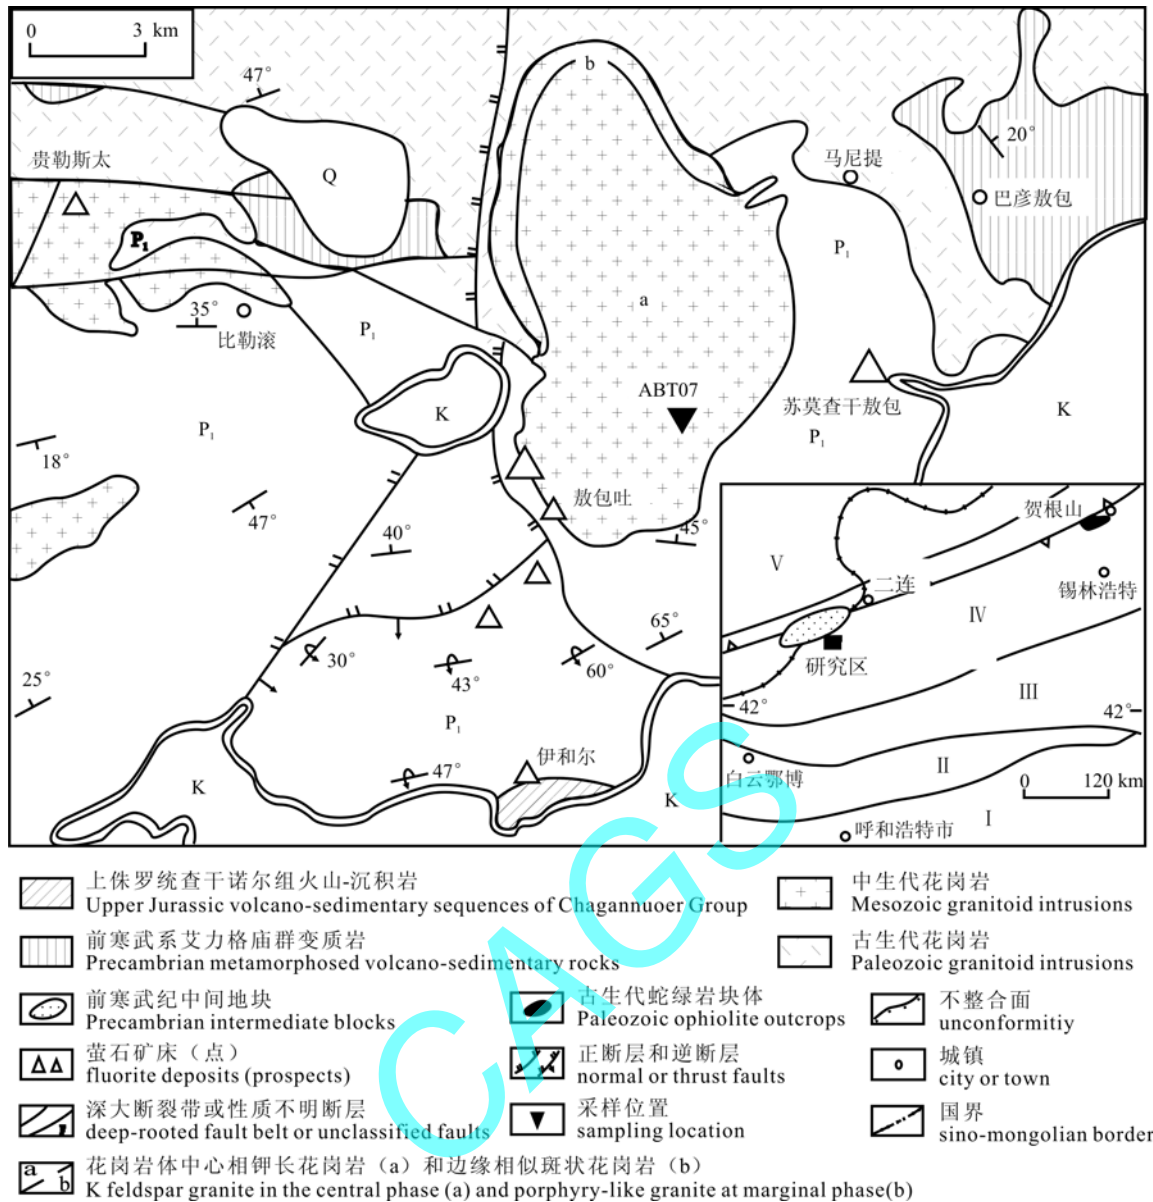 0 3 km
47°
b
贵勒斯太
Q
马尼提
20°
巴彦敖包
P₁
P₁
a
35°
比勒滚
P₁
ABT07
K
苏莫查干敖包
K
P₁
P₁
18°
47°
40°
敖包吐
45°
贺根山
Ⅴ
二连
锡林浩特
Ⅳ
研究区
65°
30°
43°
60°
25°
Ⅲ
42°
42°
P₁
伊和尔
47°
K
K
白云鄂博
Ⅱ
0 120 km
Ⅰ
呼和浩特市
上侏罗统查干诺尔组火山-沉积岩
Upper Jurassic volcano-sedimentary sequences of Chagannuoer Group
中生代花岗岩
Mesozoic granitoid intrusions
前寒武系艾力格庙群变质岩
Precambrian metamorphosed volcano-sedimentary rocks
古生代花岗岩
Paleozoic granitoid intrusions
前寒武纪中间地块
Precambrian intermediate blocks
古生代蛇绿岩块体
Paleozoic ophiolite outcrops
不整合面
unconformitiy
萤石矿床（点）
fluorite deposits (prospects)
正断层和逆断层
normal or thrust faults
城镇
city or town
深大断裂带或性质不明断层
deep-rooted fault belt or unclassified faults
采样位置
sampling location
国界
sino-mongolian border
a
b
花岗岩体中心相钾长花岗岩（a）和边缘相似斑状花岗岩（b）
K feldspar granite in the central phase (a) and porphyry-like granite at marginal phase(b)
CAGS